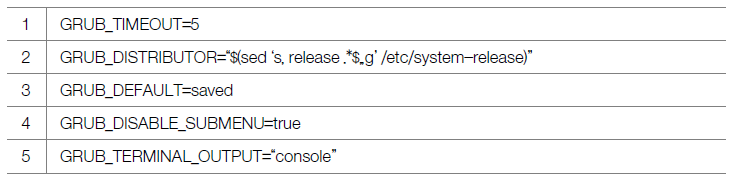 1 GRUB_TIMEOUT=5
2 GRUB_DISTRIBUTOR=“$(sed ‘s, release .*$,,g’ /etc/system-release)”
3 GRUB_DEFAULT=saved
4 GRUB_DISABLE_SUBMENU=true
5 GRUB_TERMINAL_OUTPUT=“console”